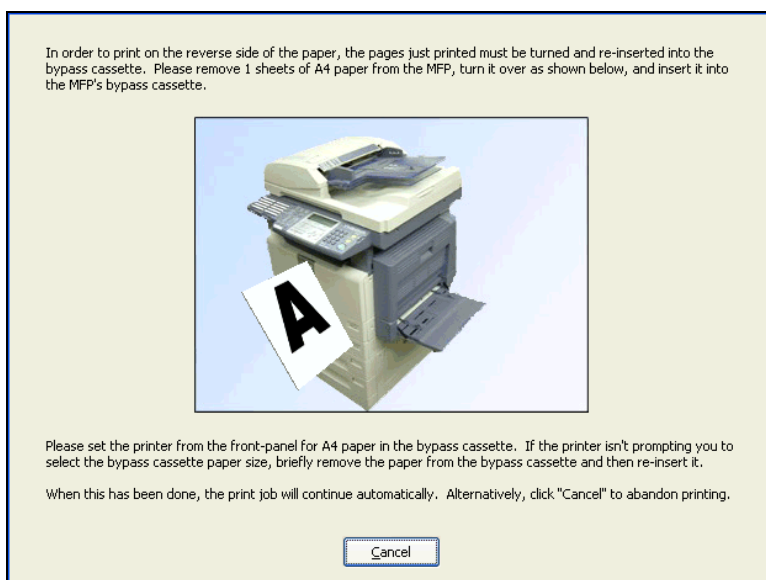 In order to print on the reverse side of the paper, the pages just printed must be turned and re-inserted into the
bypass cassette.  Please remove 1 sheets of A4 paper from the MFP, turn it over as shown below, and insert it into
the MFP's bypass cassette.
A
Please set the printer from the front-panel for A4 paper in the bypass cassette.  If the printer isn't prompting you to
select the bypass cassette paper size, briefly remove the paper from the bypass cassette and then re-insert it.
When this has been done, the print job will continue automatically.  Alternatively, click "Cancel" to abandon printing.
Cancel